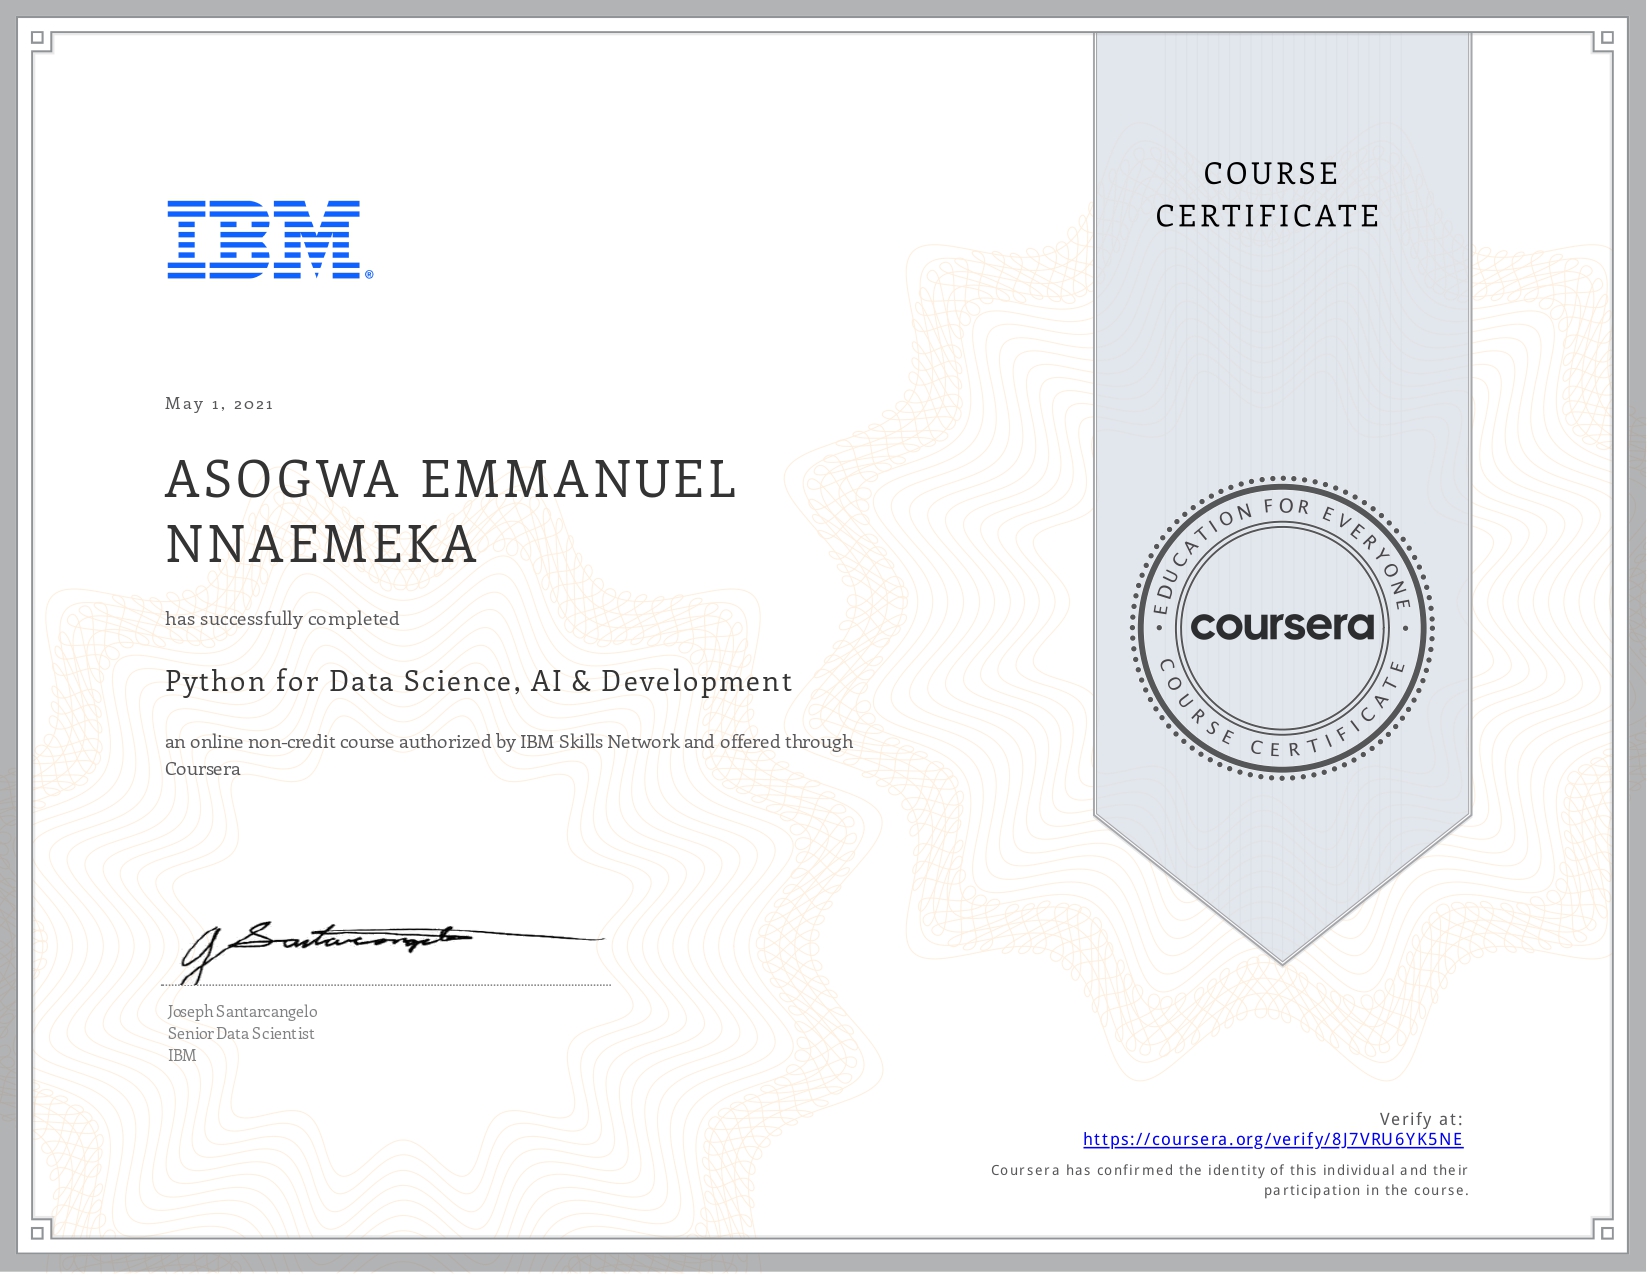 COURSE
CERTIFICATE
IBM®
May 1, 2021
ASOGWA EMMANUEL
NNAEMEKA
has successfully completed
Python for Data Science, AI & Development
an online non-credit course authorized by IBM Skills Network and offered through
Coursera
• EDUCATION FOR EVERYONE •
coursera
COURSE CERTIFICATE
J Santarcangelo
Joseph Santarcangelo
Senior Data Scientist
IBM
Verify at:
https://coursera.org/verify/8J7VRU6YK5NE
Coursera has confirmed the identity of this individual and their
participation in the course.